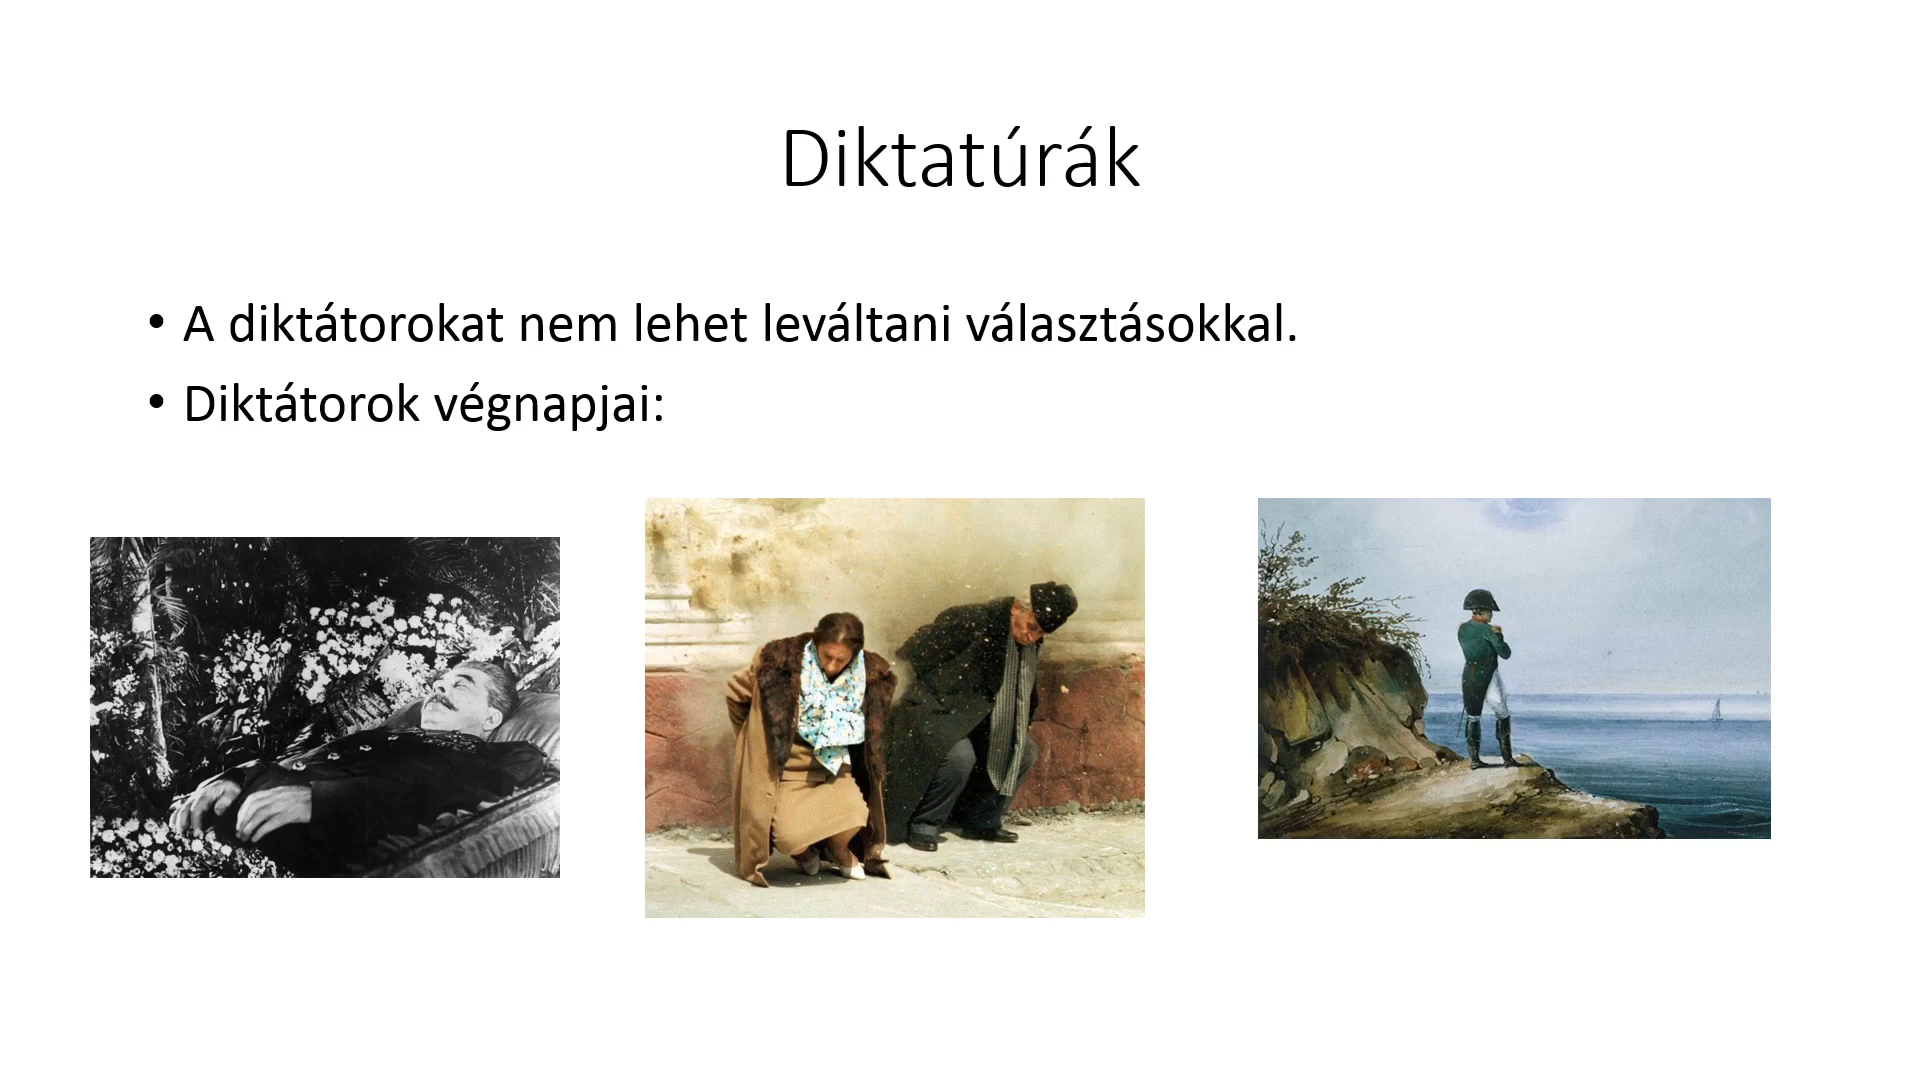 Diktatúrák
• A diktátorokat nem lehet leváltani választásokkal.
• Diktátorok végnapjai: